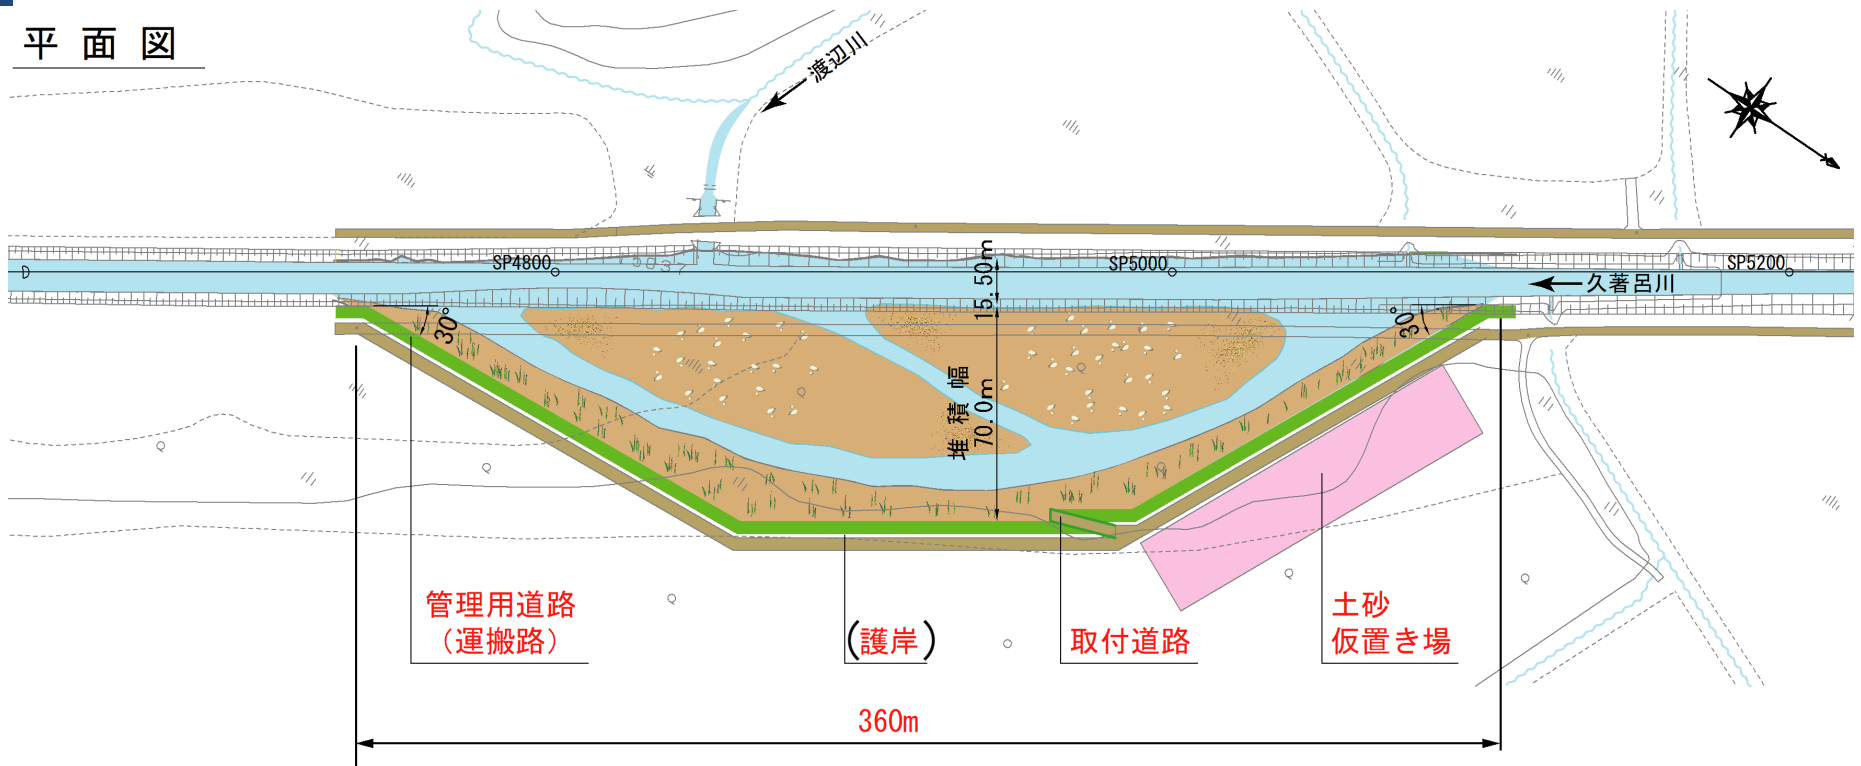 平面図
渡辺川
SP4800
SP5000
SP5200
久著呂川
15.50m
30°
30°
堆積幅
70.0m
管理用道路
（運搬路）
（護岸）
取付道路
土砂
仮置き場
360m